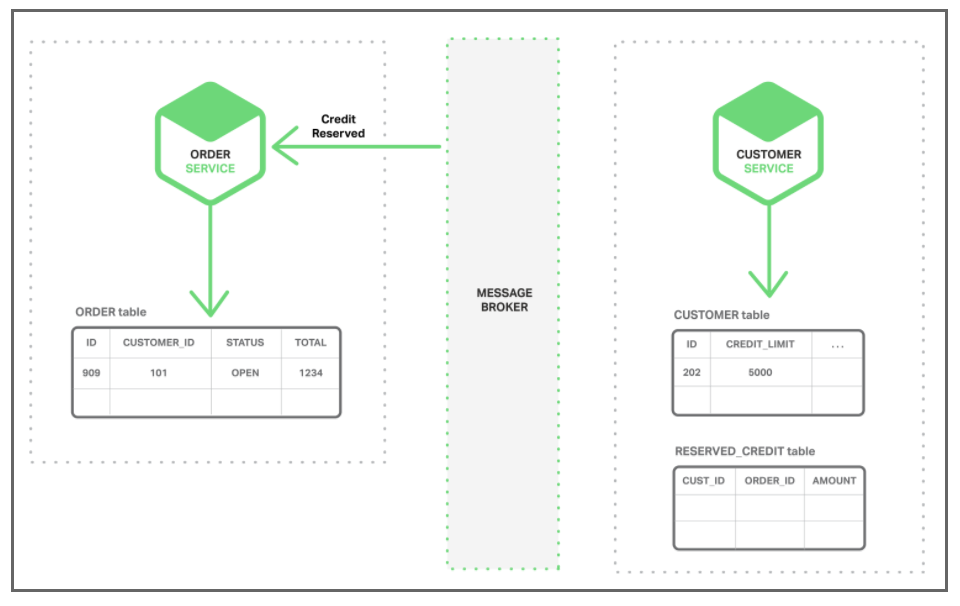 Credit
Reserved
ORDER
SERVICE
CUSTOMER
SERVICE
MESSAGE
BROKER
ORDER table
ID CUSTOMER_ID STATUS TOTAL
909 101 OPEN 1234
CUSTOMER table
ID CREDIT_LIMIT ...
202 5000
RESERVED_CREDIT table
CUST_ID ORDER_ID AMOUNT